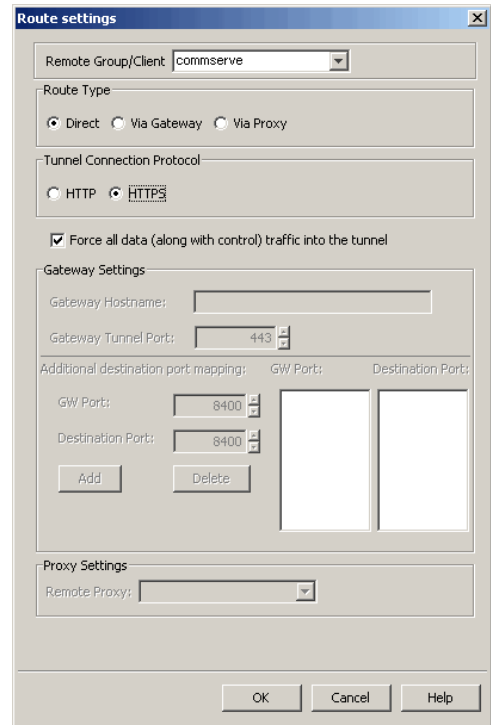 Route settings
Remote Group/Client commserve
Route Type
Direct Via Gateway Via Proxy
Tunnel Connection Protocol
HTTP HTTPS
Force all data (along with control) traffic into the tunnel
Gateway Settings
Gateway Hostname:
Gateway Tunnel Port: 443
Additional destination port mapping: GW Port: Destination Port:
GW Port: 8400
Destination Port: 8400
Add Delete
Proxy Settings
Remote Proxy:
OK Cancel Help